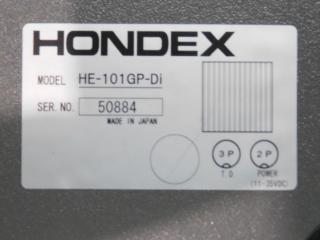 HONDEX
MODEL HE-101GP-Di
SER.NO. 50884
MADE IN JAPAN
3P 2P
T.D. POWER
(11-35VDC)